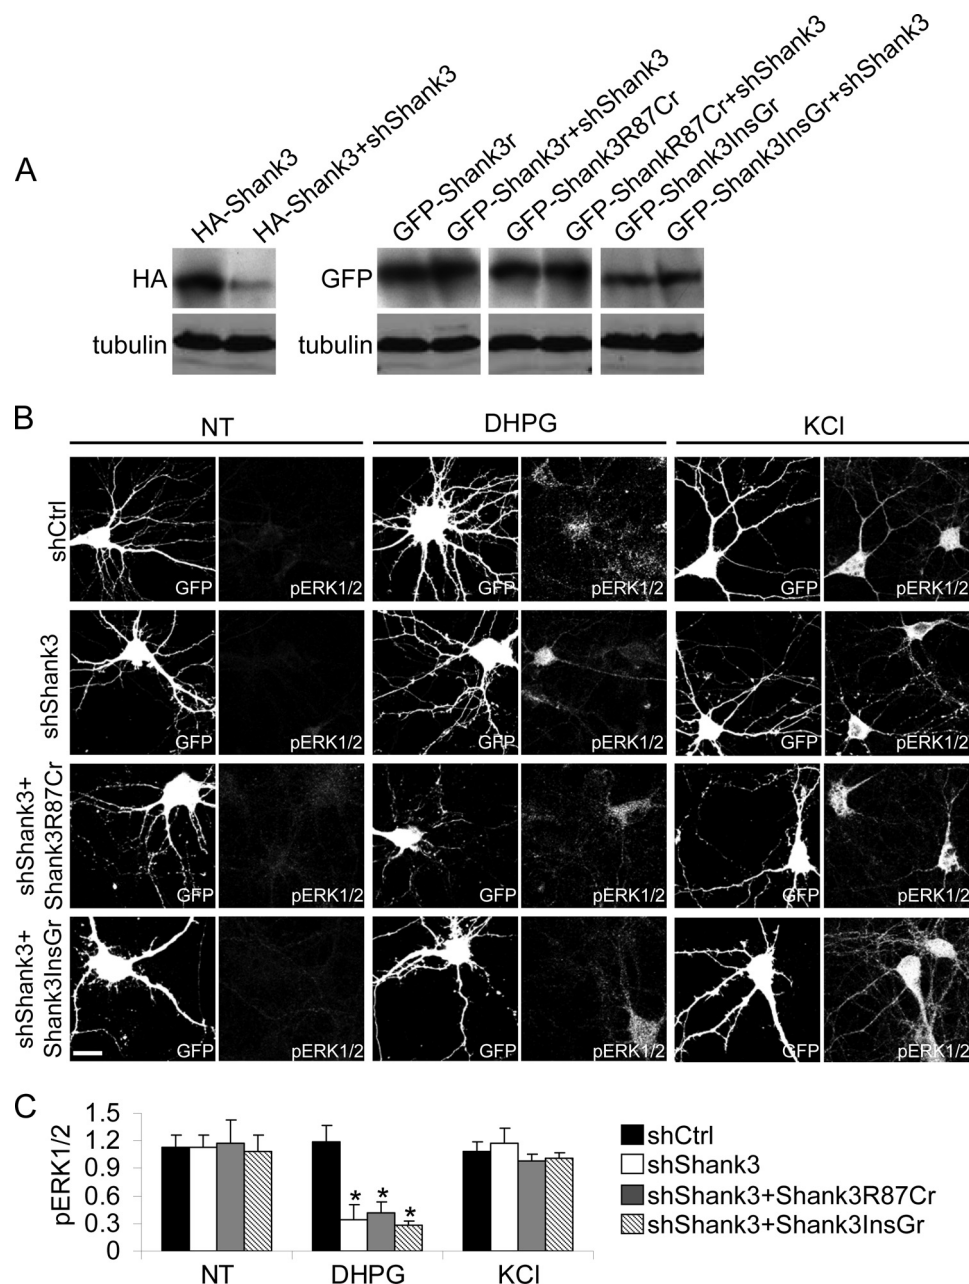 A
HA-Shank3
HA-Shank3+shShank3
GFP-Shank3r
GFP-Shank3r+shShank3
GFP-Shank3R87Cr
GFP-ShankR87Cr+shShank3
GFP-Shank3InsGr
GFP-Shank3InsGr+shShank3
HA
GFP
tubulin
tubulin
B
NT
DHPG
KCl
shCtrl
GFP
pERK1/2
GFP
pERK1/2
GFP
pERK1/2
shShank3
GFP
pERK1/2
GFP
pERK1/2
GFP
pERK1/2
shShank3+
Shank3R87Cr
GFP
pERK1/2
GFP
pERK1/2
GFP
pERK1/2
shShank3+
Shank3InsGr
GFP
pERK1/2
GFP
pERK1/2
GFP
pERK1/2
C
pERK1/2
1.5
1.2
0.9
0.6
0.3
0
* * *
NT
DHPG
KCl
shCtrl
shShank3
shShank3+Shank3R87Cr
shShank3+Shank3InsGr